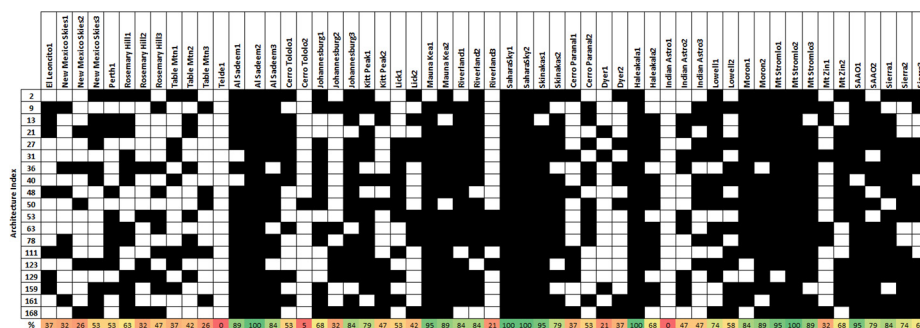 El Leoncito1
New Mexico Skies1
New Mexico Skies2
New Mexico Skies3
Perth1
Rosemary Hill1
Rosemary Hill2
Rosemary Hill3
Table Mtn1
Table Mtn2
Table Mtn3
Teide1
Al Sadeem1
Al Sadeem2
Al Sadeem3
Cerro Tololo1
Cerro Tololo2
Johannesburg1
Johannesburg2
Johannesburg3
Kitt Peak1
Kitt Peak2
Lick1
Lick2
Mauna Kea1
Mauna Kea2
Riverland1
Riverland2
Riverland3
SaharaSky1
SaharaSky2
Skinakas1
Skinakas2
Cerro Paranal1
Cerro Paranal2
Dyer1
Dyer2
Haleakala1
Haleakala2
Indian Astro1
Indian Astro2
Indian Astro3
Lowell1
Lowell2
Moron1
Moron2
Mt Stromlo1
Mt Stromlo2
Mt Stromlo3
Mt Zin1
Mt Zin2
SAAO1
SAAO2
Sierra1
Sierra2
Architecture Index
2
9
13
21
27
31
36
40
48
50
53
63
78
111
123
129
159
161
168
% 37 32 26 53 53 63 32 47 37 42 26 0 89 100 84 53 5 68 32 84 79 47 53 42 95 89 84 84 21 100 100 95 79 37 53 21 37 100 68 0 47 47 74 58 84 89 95 100 89 32 68 95 79 84 74